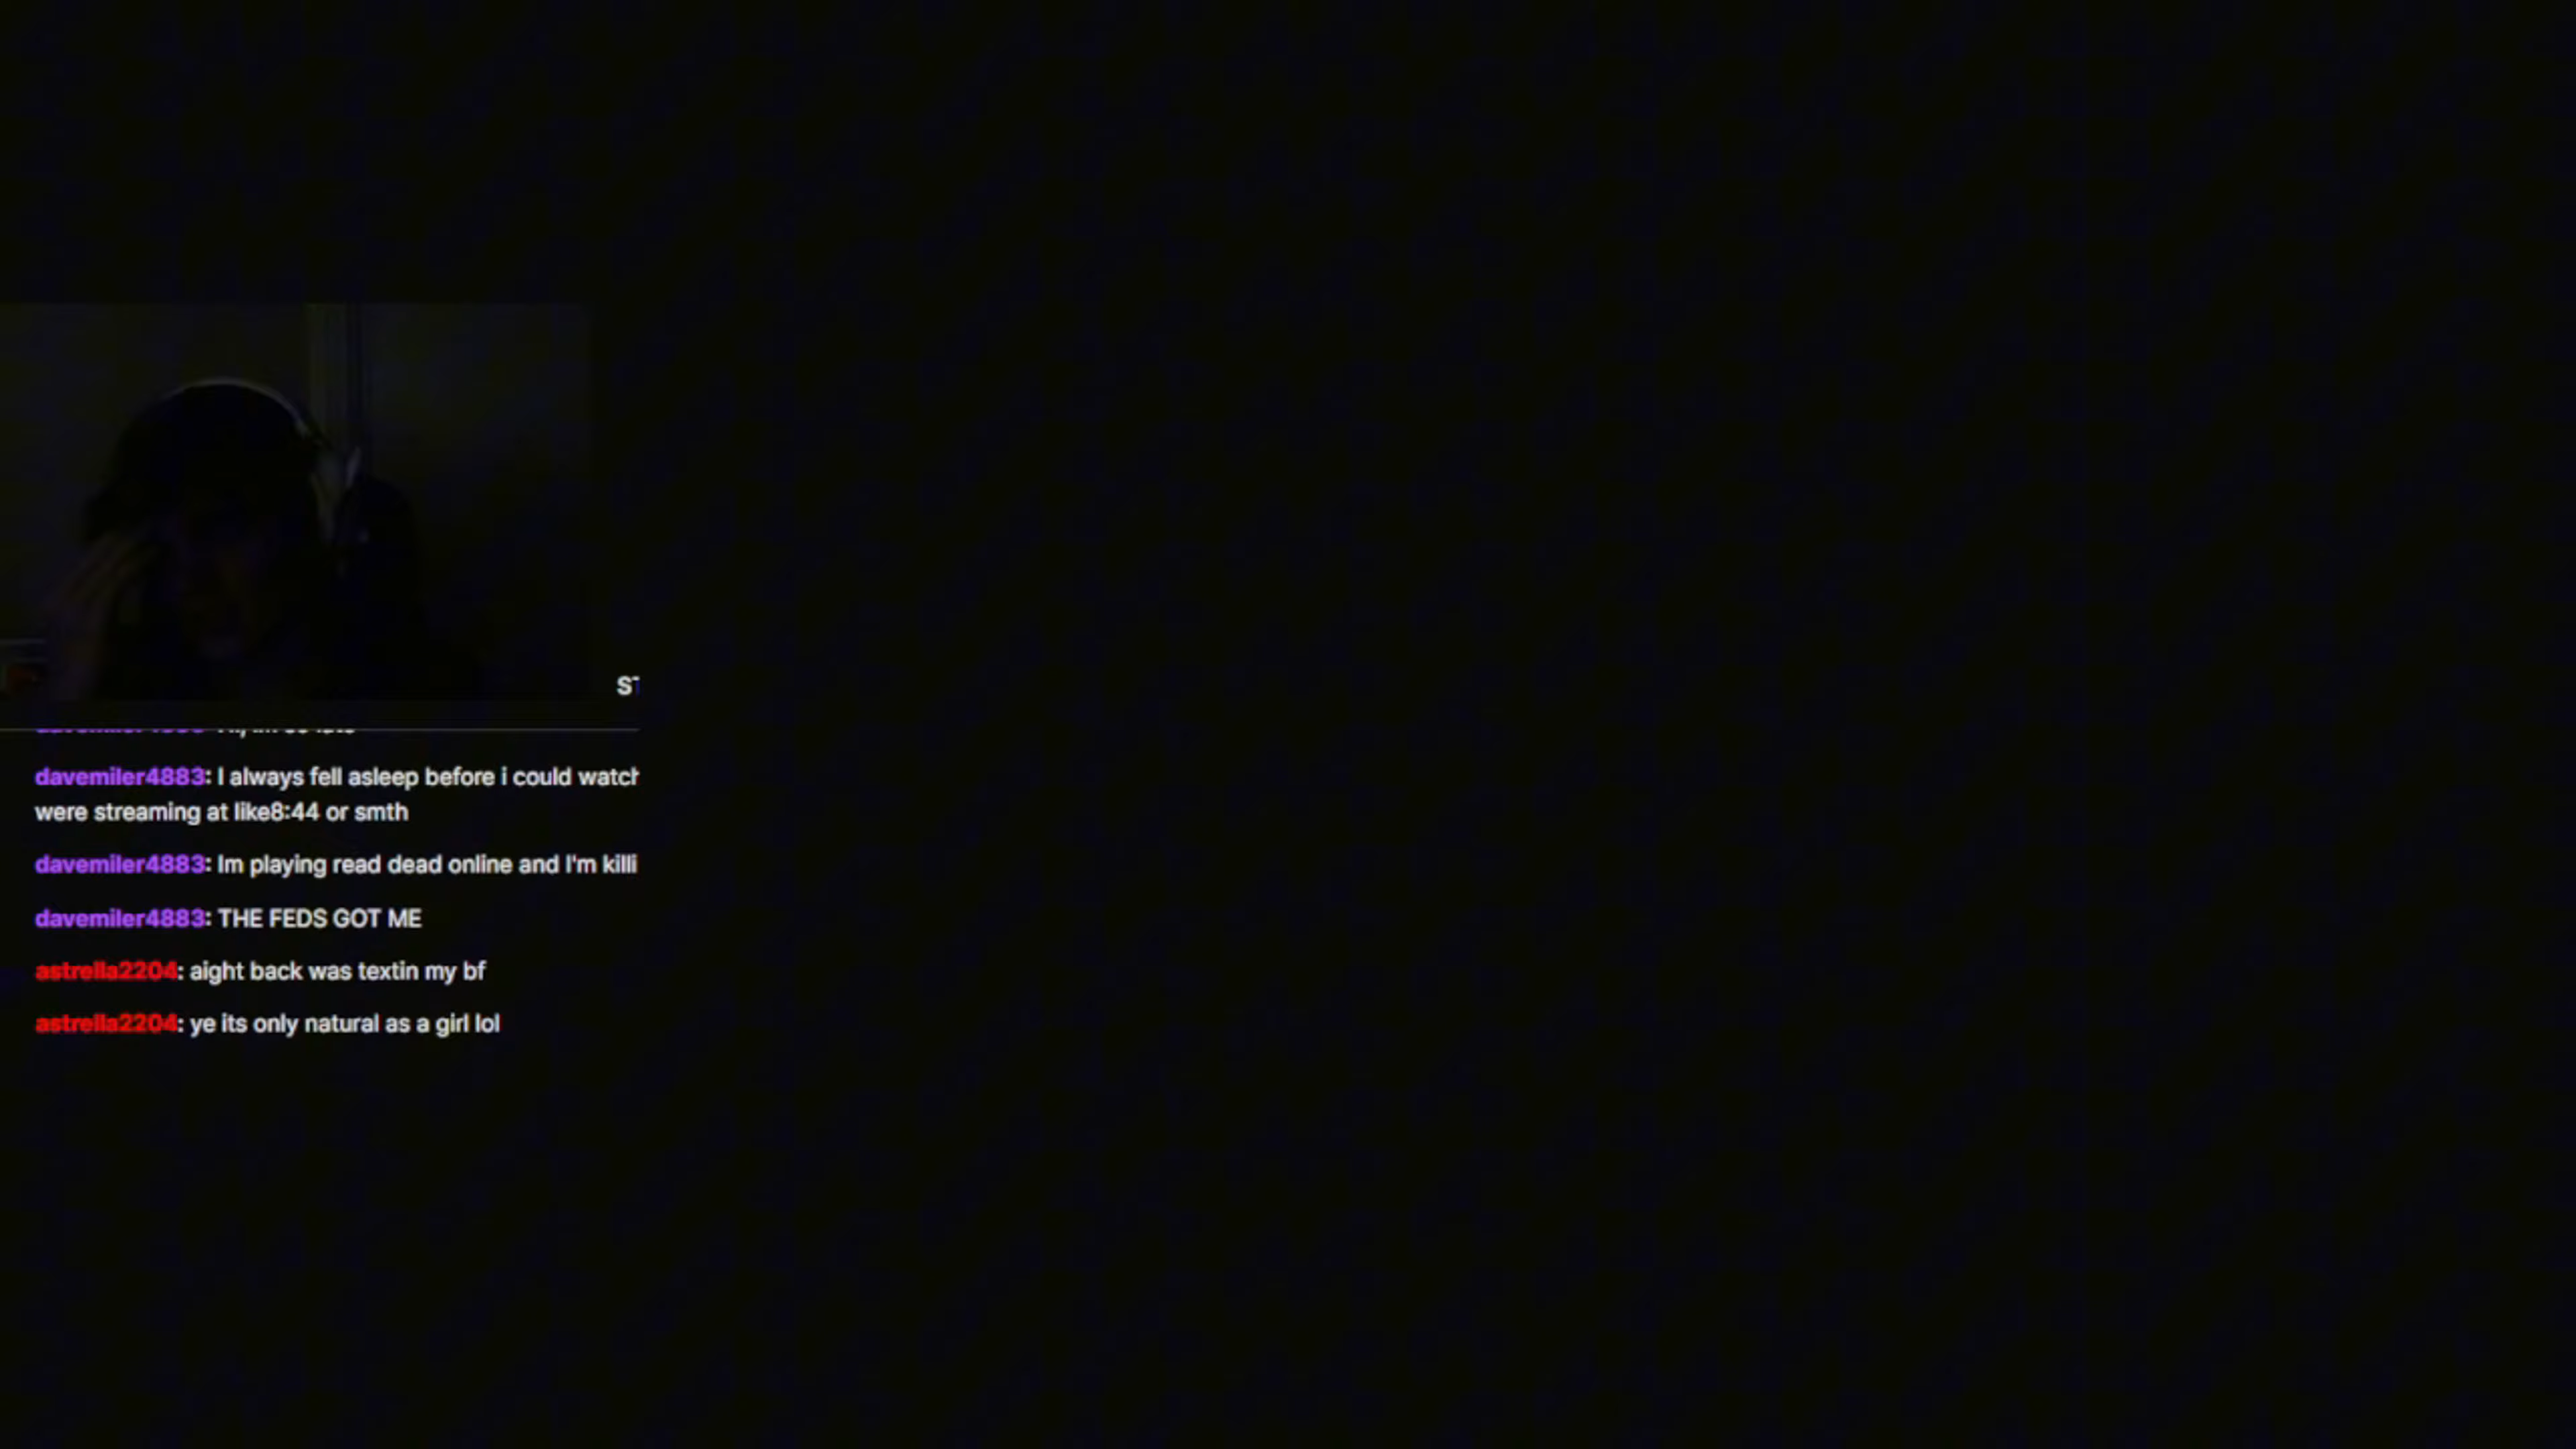 ST
davemiler4883: I always fell asleep before i could watch
were streaming at like8:44 or smth
davemiler4883: Im playing read dead online and I'm killi
davemiler4883: THE FEDS GOT ME
astrella2204: aight back was textin my bf
astrella2204: ye its only natural as a girl lol